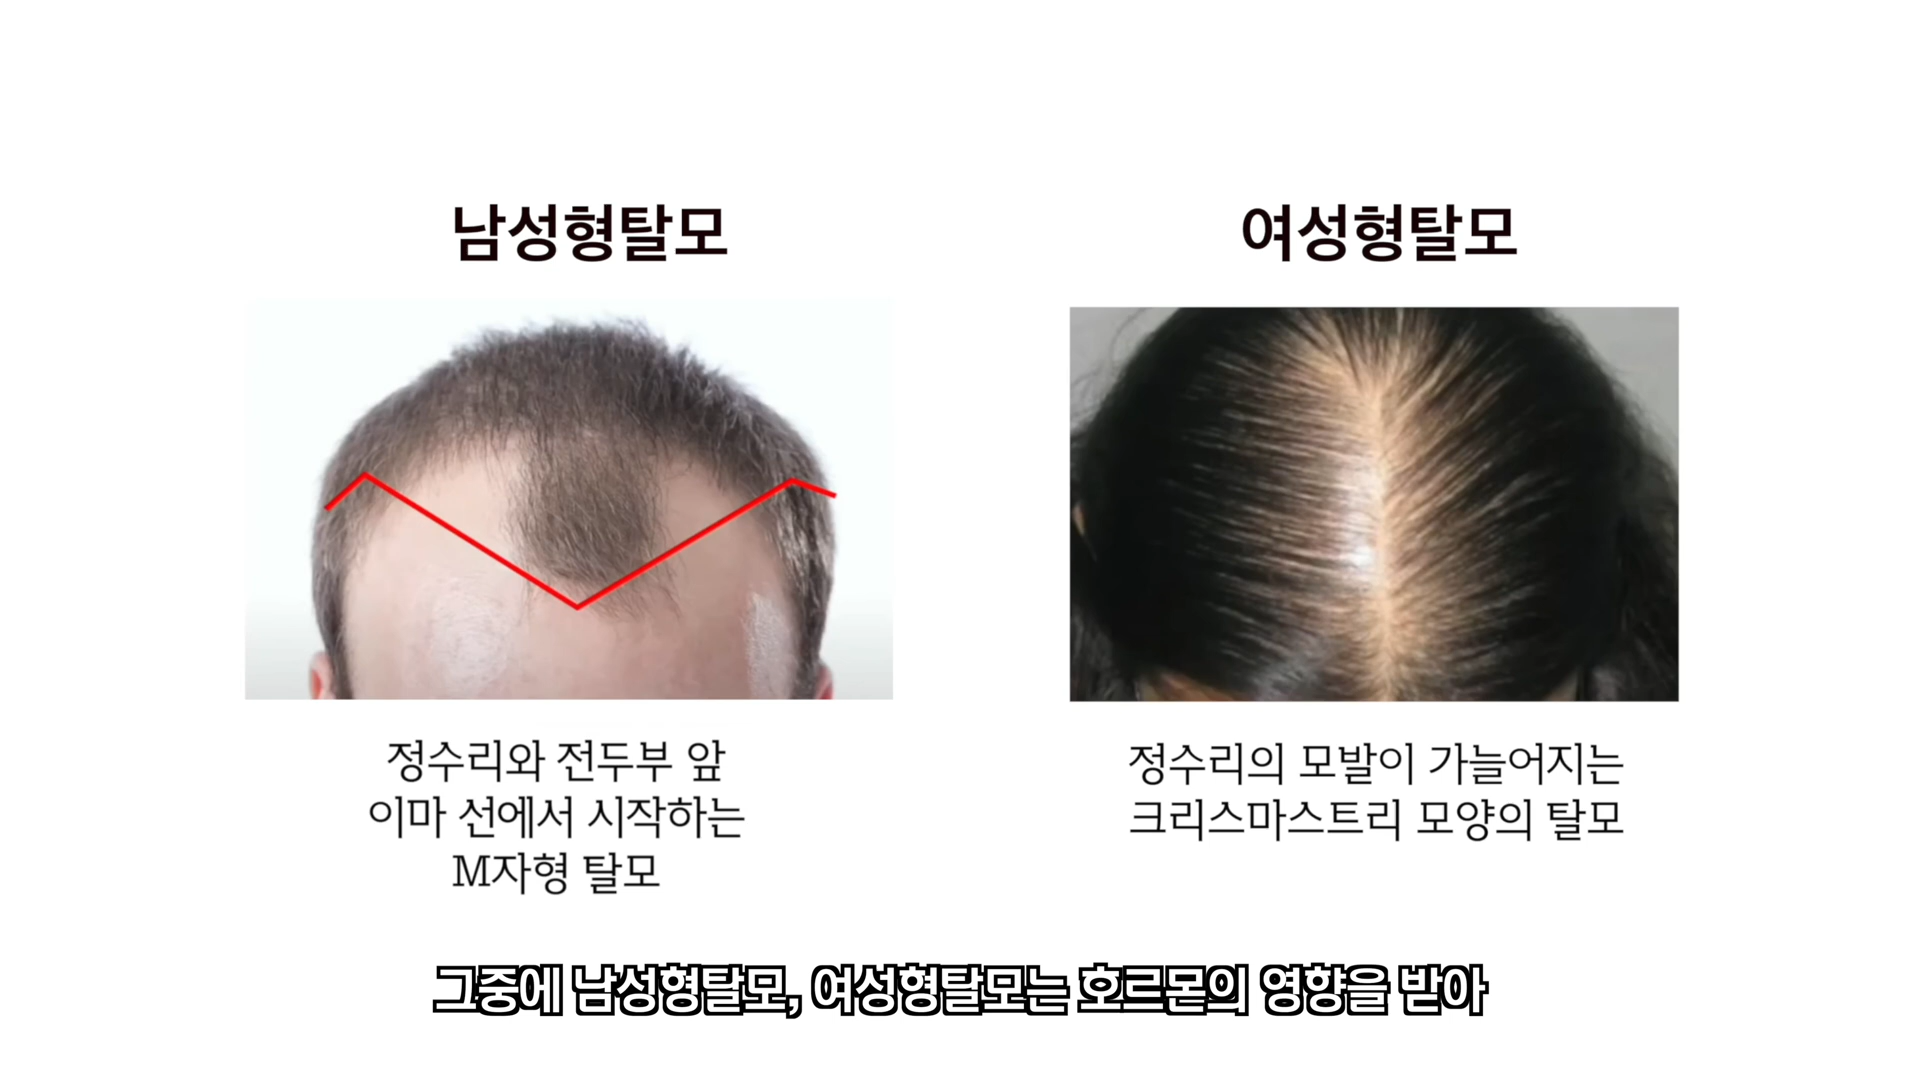 남성형탈모
정수리와 전두부 앞
이마 선에서 시작하는
M자형 탈모
여성형탈모
정수리의 모발이 가늘어지는
크리스마스트리 모양의 탈모
그중에 남성형탈모, 여성형탈모는 호르몬의 영향을 받아